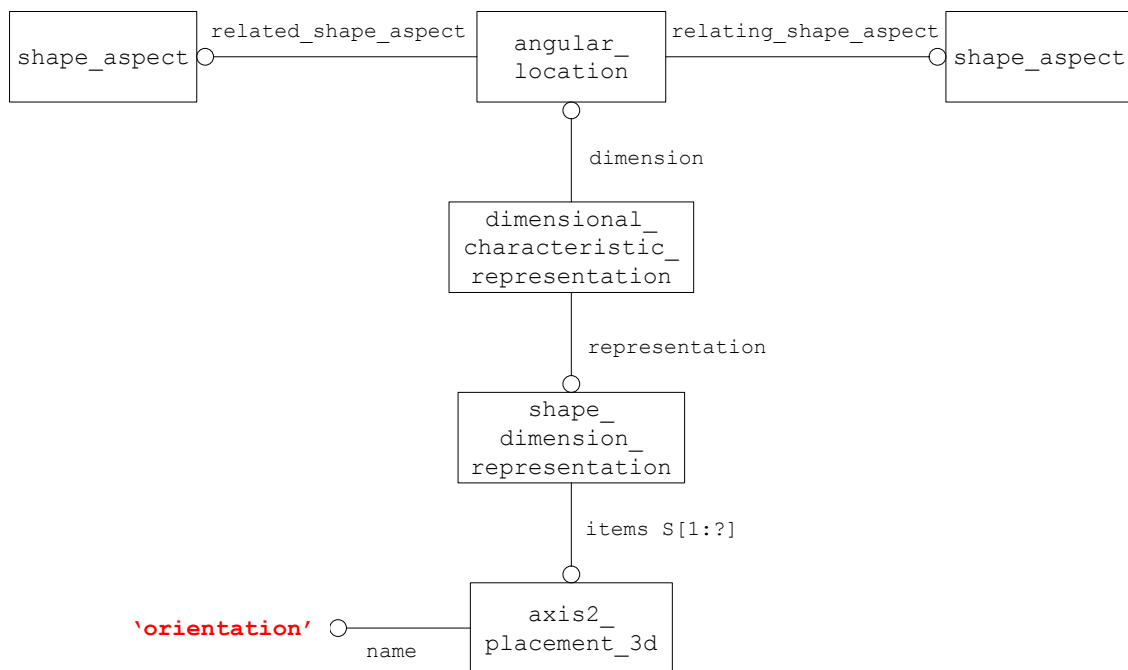 related_shape_aspect
relating_shape_aspect
shape_aspect
angular_
location
shape_aspect
dimension
dimensional_
characteristic_
representation
representation
shape_
dimension_
representation
items S[1:?]
‘orientation’
name
axis2_
placement_3d